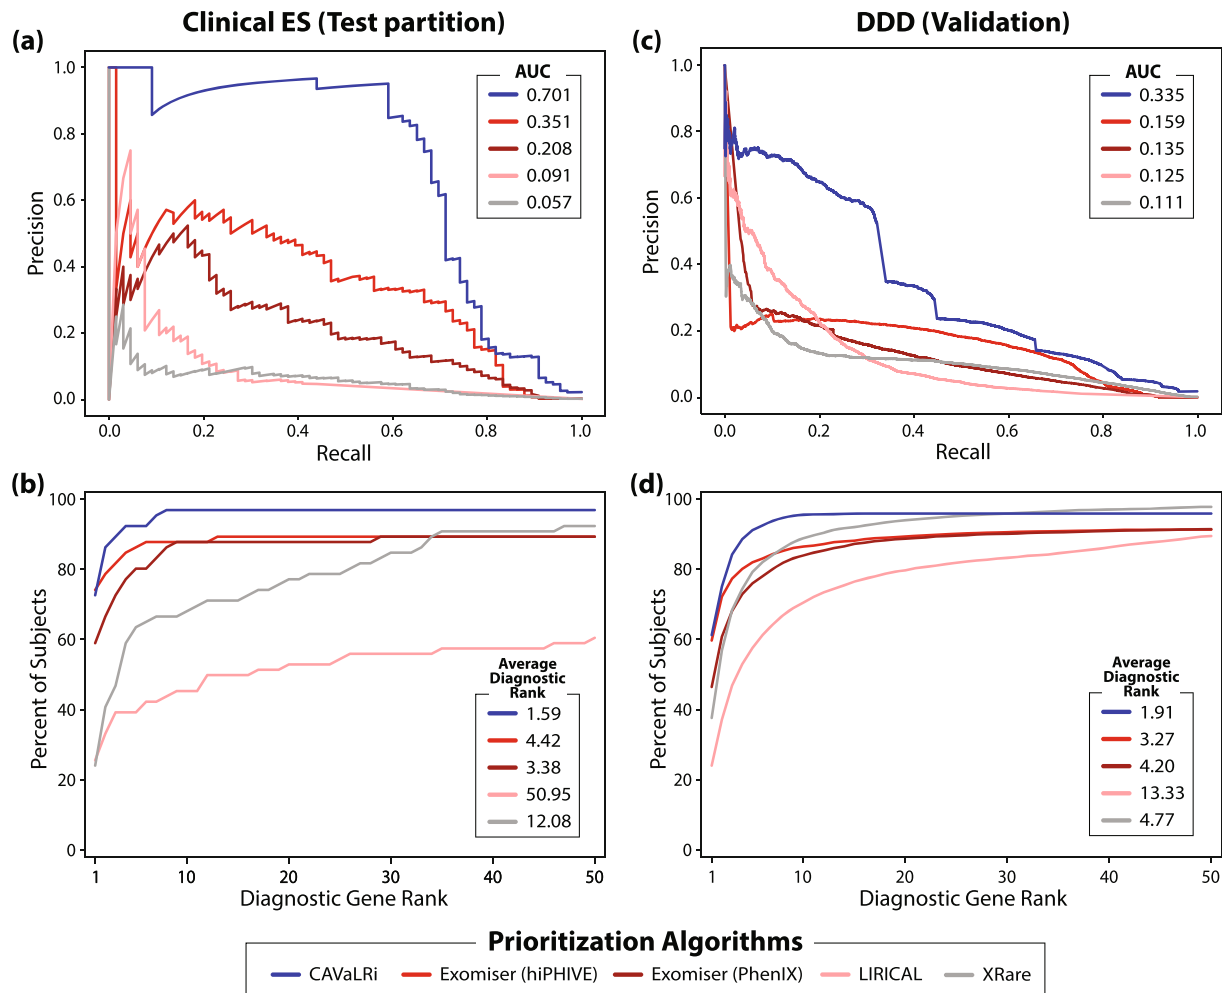 Clinical ES (Test partition)
DDD (Validation)
(a)
1.0
0.8
0.6
0.4
0.2
0.0
Precision
AUC
0.701
0.351
0.208
0.091
0.057
0.0
0.2
0.4
0.6
0.8
1.0
Recall
(c)
1.0
0.8
0.6
0.4
0.2
0.0
Precision
AUC
0.335
0.159
0.135
0.125
0.111
0.0
0.2
0.4
0.6
0.8
1.0
Recall
(b)
100
80
60
40
20
0
Percent of Subjects
Average
Diagnostic
Rank
1.59
4.42
3.38
50.95
12.08
1
10
20
30
40
50
Diagnostic Gene Rank
(d)
100
80
60
40
20
0
Percent of Subjects
Average
Diagnostic
Rank
1.91
3.27
4.20
13.33
4.77
1
10
20
30
40
50
Diagnostic Gene Rank
Prioritization Algorithms
CAVaLRi
Exomiser (hiPHIVE)
Exomiser (PhenIX)
LIRICAL
XRare